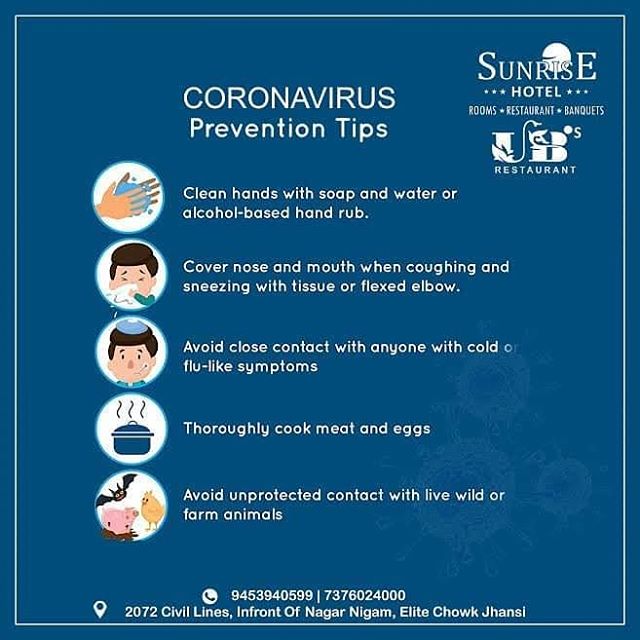 SUNRISE
HOTEL
ROOMS ★ RESTAURANT ★ BANQUETS
UB's
RESTAURANT
CORONAVIRUS
Prevention Tips
Clean hands with soap and water or
alcohol-based hand rub.
Cover nose and mouth when coughing and
sneezing with tissue or flexed elbow.
Avoid close contact with anyone with cold or
flu-like symptoms
Thoroughly cook meat and eggs
Avoid unprotected contact with live wild or
farm animals
9453940599 | 7376024000
2072 Civil Lines, Infront Of Nagar Nigam, Elite Chowk Jhansi